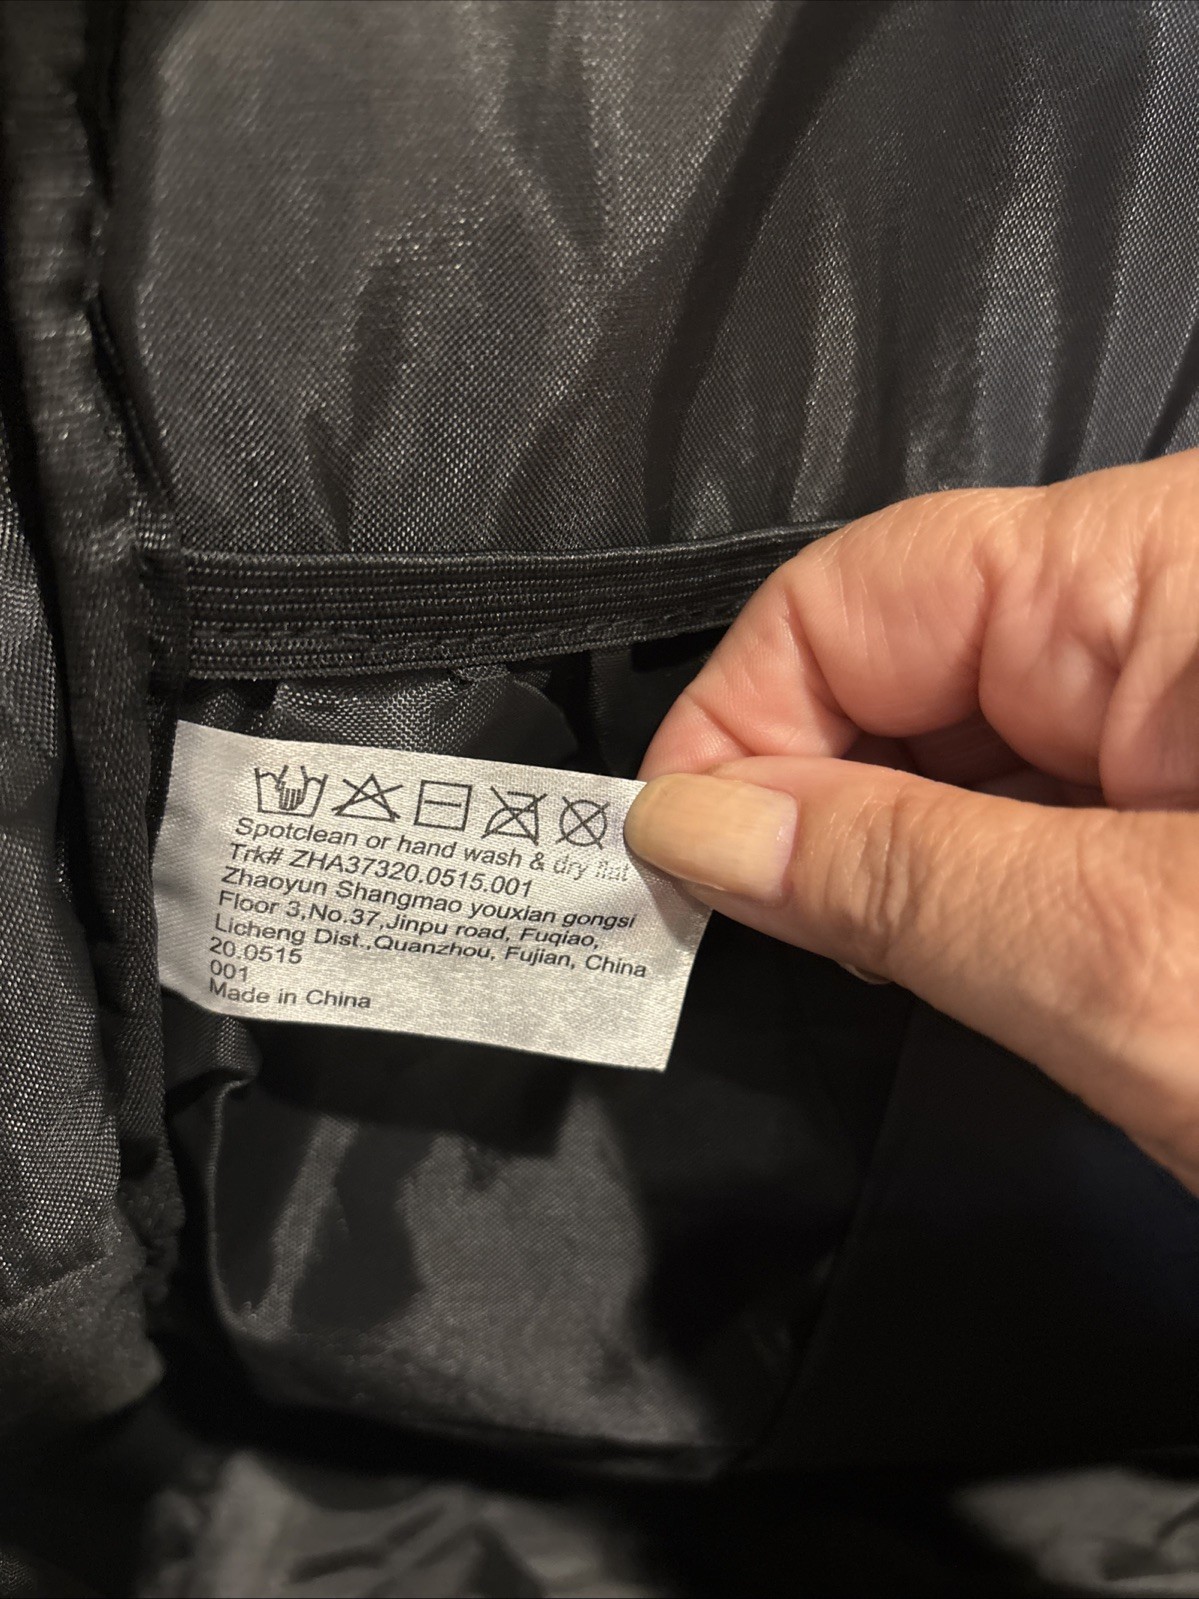 Spotclean or hand wash & dry flat
Trk# ZHA37320.0515.001
Zhaoyun Shangmao youxian gongsi
Floor 3,No.37,Jinpu road, Fuqiao,
Licheng Dist.,Quanzhou, Fujian, China
20.0515
001
Made in China